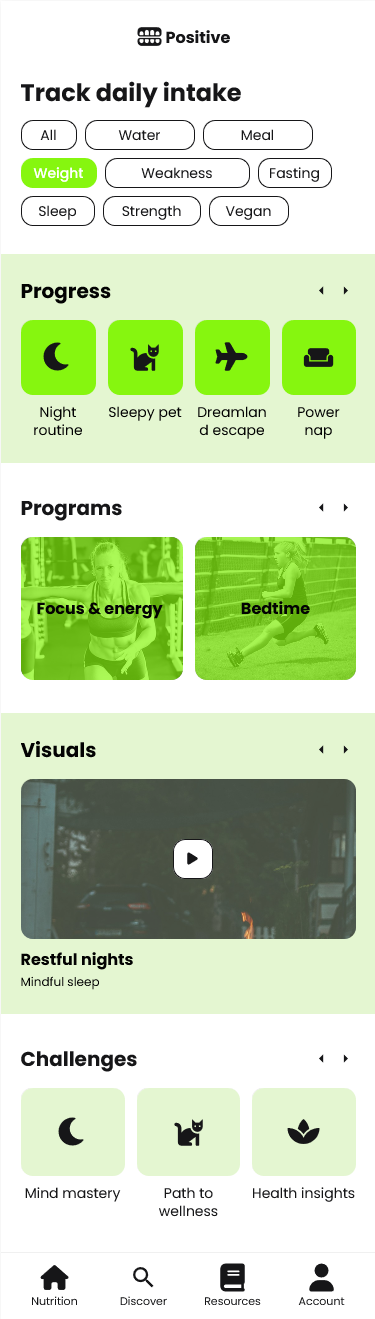 Positive
Track daily intake
All
Water
Meal
Weight
Weakness
Fasting
Sleep
Strength
Vegan
Progress
Night
routine
Sleepy pet
Dreamlan
d escape
Power
nap
Programs
Focus & energy
Bedtime
Visuals
Restful nights
Mindful sleep
Challenges
Mind mastery
Path to
wellness
Health insights
Nutrition
Discover
Resources
Account